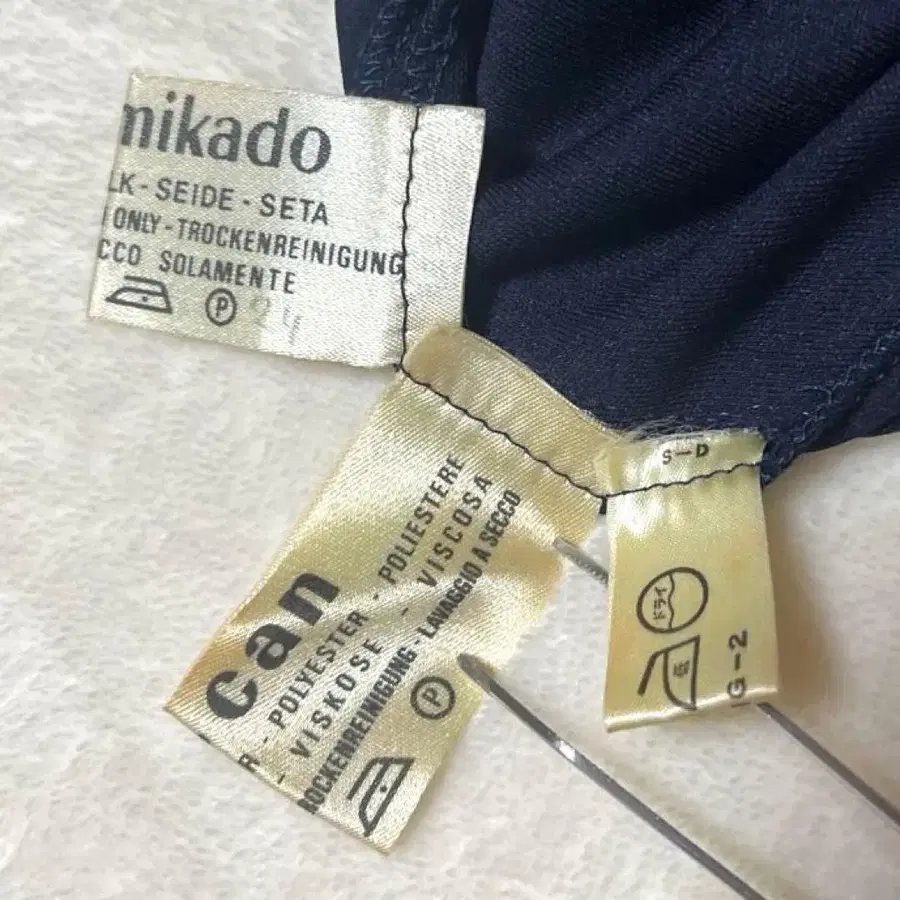 mikado
LK - SEIDE - SETA
ONLY - TROCKENREINIGUNG
CCO SOLAMENTE
P 24
can
R - POLYESTER - POLIESTERE
- VISKOSE - VISCOSA
ROCKENREINIGUNG - LAVAGGIO A SECCO
P
S-D
ドライ
G-2